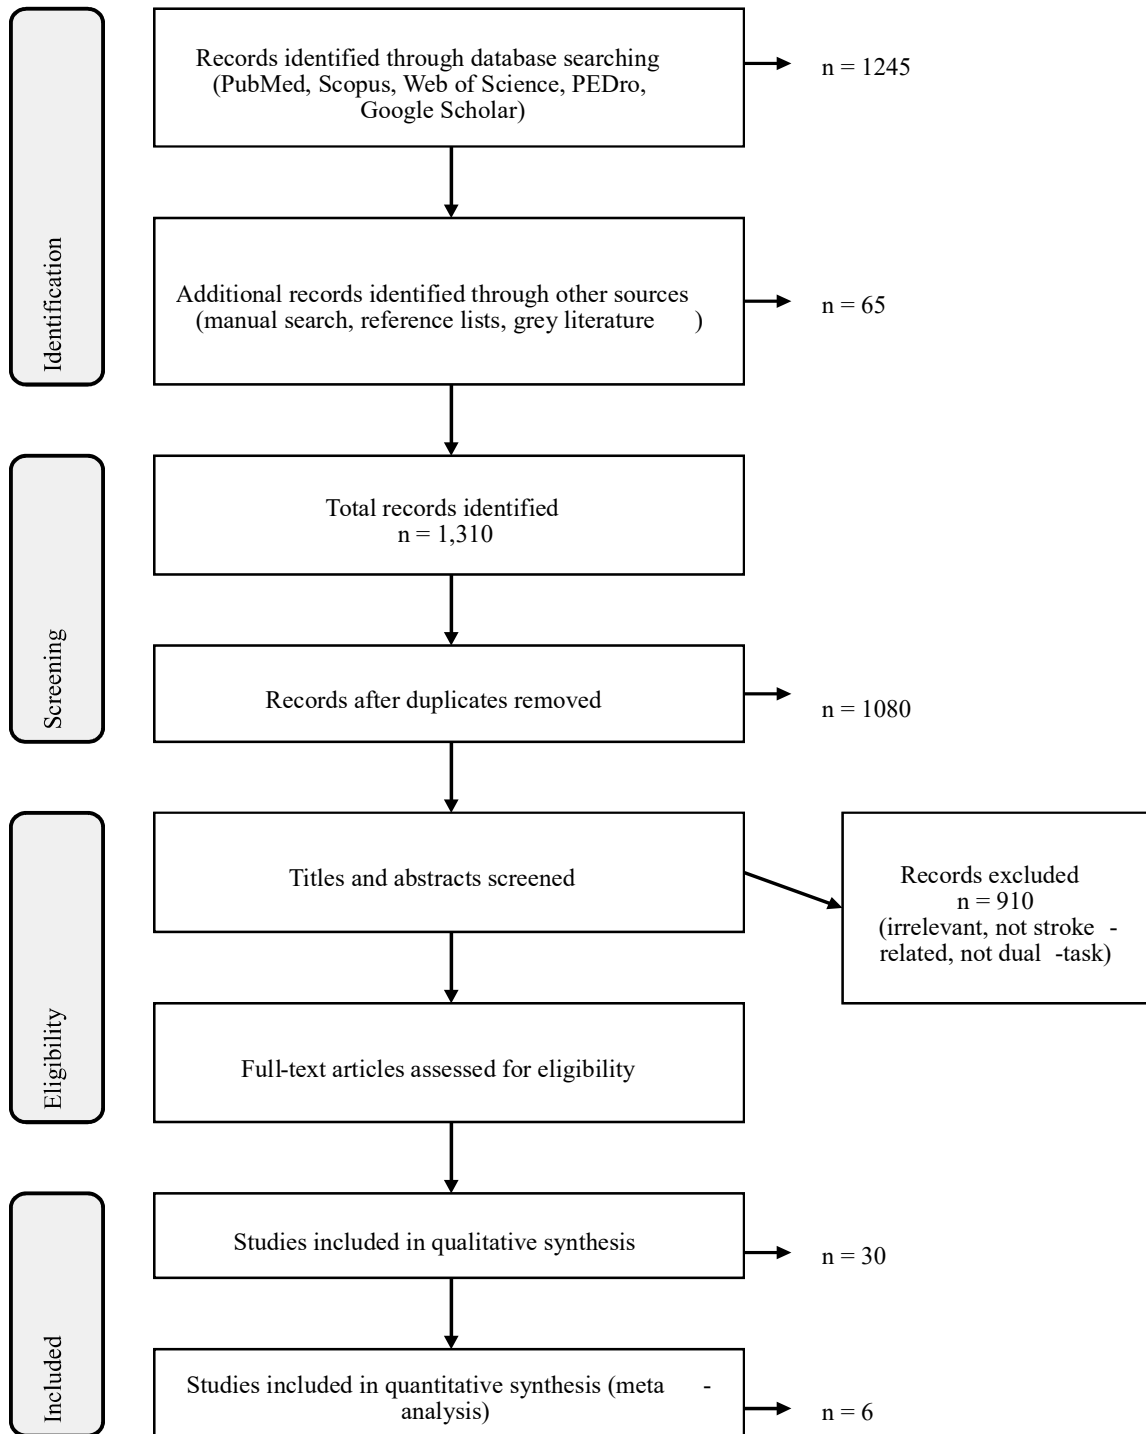 Identification
Records identified through database searching
(PubMed, Scopus, Web of Science, PEDro,
Google Scholar)
n = 1245
Additional records identified through other sources
(manual search, reference lists, grey literature )
n = 65
Screening
Total records identified
n = 1,310
Records after duplicates removed
n = 1080
Eligibility
Titles and abstracts screened
Records excluded
n = 910
(irrelevant, not stroke -
related, not dual -task)
Full-text articles assessed for eligibility
Included
Studies included in qualitative synthesis
n = 30
Studies included in quantitative synthesis (meta -
analysis)
n = 6